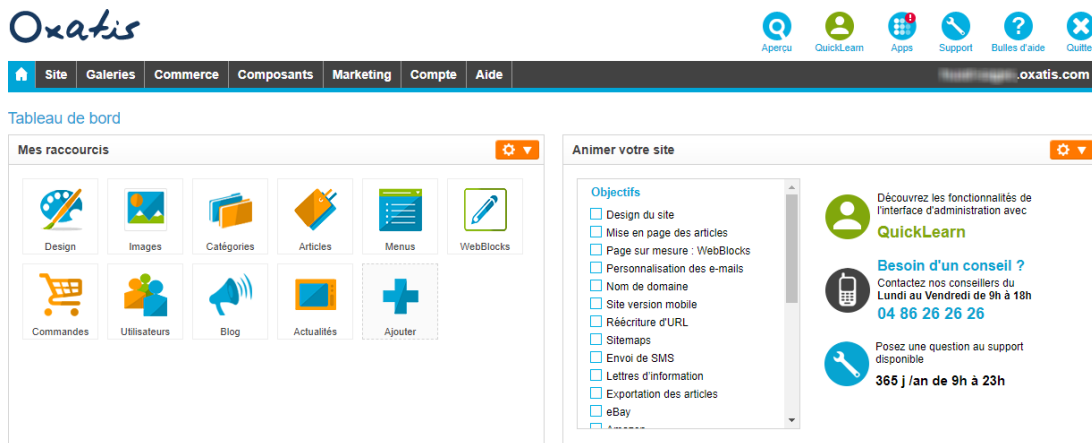 Oxatis
Aperçu
QuickLearn
Apps
Support
Bulles d'aide
Quitte
Site
Galeries
Commerce
Composants
Marketing
Compte
Aide
.oxatis.com
Tableau de bord
Mes raccourcis
Design
Images
Catégories
Articles
Menus
WebBlocks
Commandes
Utilisateurs
Blog
Actualités
Ajouter
Animer votre site
Objectifs
Design du site
Mise en page des articles
Page sur mesure : WebBlocks
Personnalisation des e-mails
Nom de domaine
Site version mobile
Réécriture d'URL
Sitemaps
Envoi de SMS
Lettres d'information
Exportation des articles
eBay
Découvrez les fonctionnalités de
l'interface d'administration avec
QuickLearn
Besoin d'un conseil ?
Contactez nos conseillers du
Lundi au Vendredi de 9h à 18h
04 86 26 26 26
Posez une question au support
disponible
365 j /an de 9h à 23h